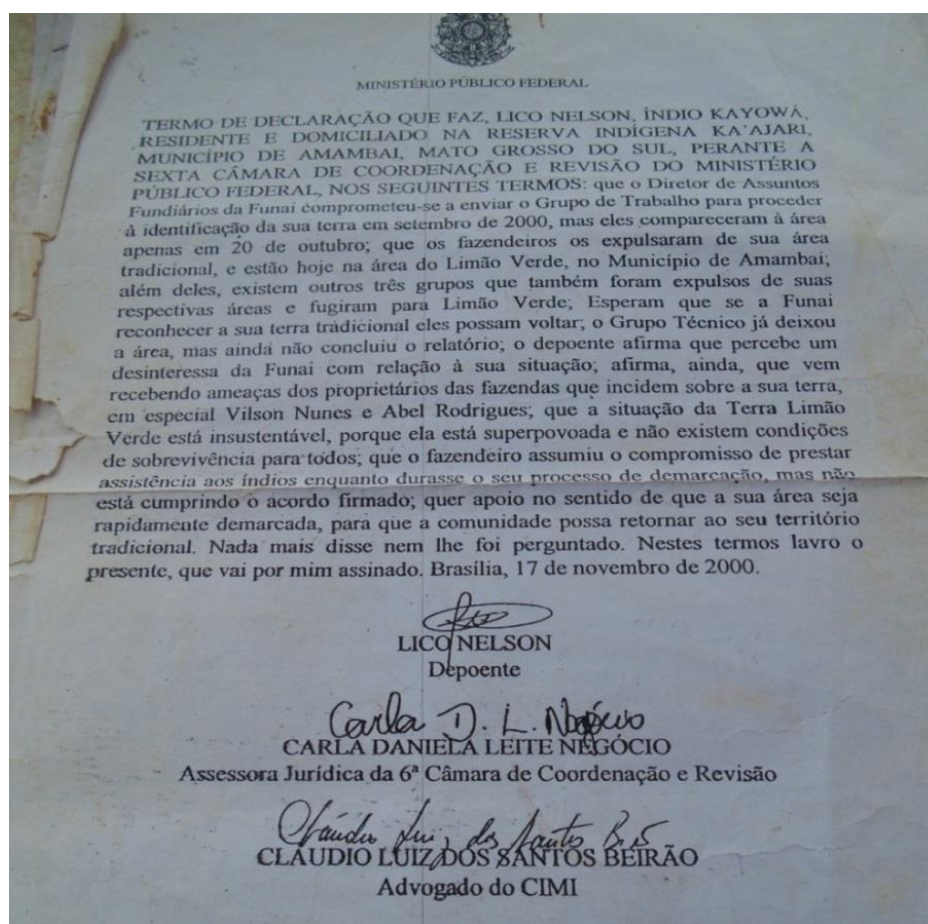 MINISTÉRIO PÚBLICO FEDERAL
TERMO DE DECLARAÇÃO QUE FAZ, LICO NELSON, ÍNDIO KAYOWÁ,
RESIDENTE E DOMICILIADO NA RESERVA INDÍGENA KA'AJARI,
MUNICÍPIO DE AMAMBAI, MATO GROSSO DO SUL, PERANTE A
SEXTA CÂMARA DE COORDENAÇÃO E REVISÃO DO MINISTÉRIO
PÚBLICO FEDERAL, NOS SEGUINTES TERMOS: que o Diretor de Assuntos
Fundiários da Funai comprometeu-se a enviar o Grupo de Trabalho para proceder
à identificação da sua terra em setembro de 2000, mas eles compareceram à área
apenas em 20 de outubro; que os fazendeiros os expulsaram de sua área
tradicional, e estão hoje na área do Limão Verde, no Município de Amambai;
além deles, existem outros três grupos que também foram expulsos de suas
respectivas áreas e fugiram para Limão Verde; Esperam que se a Funai
reconhecer a sua terra tradicional eles possam voltar; o Grupo Técnico já deixou
a área, mas ainda não concluiu o relatório; o depoente afirma que percebe um
desinteressa da Funai com relação à sua situação; afirma, ainda, que vem
recebendo ameaças dos proprietários das fazendas que incidem sobre a sua terra,
em especial Vilson Nunes e Abel Rodrigues; que a situação da Terra Limão
Verde está insustentável, porque ela está superpovoada e não existem condições
de sobrevivência para todos; que o fazendeiro assumiu o compromisso de prestar
assistência aos índios enquanto durasse o seu processo de demarcação, mas não
está cumprindo o acordo firmado; quer apoio no sentido de que a sua área seja
rapidamente demarcada, para que a comunidade possa retornar ao seu território
tradicional. Nada mais disse nem lhe foi perguntado. Nestes termos lavro o
presente, que vai por mim assinado. Brasília, 17 de novembro de 2000.
LICO NELSON
Depoente
Carla D. L. Negócio
CARLA DANIELA LEITE NEGÓCIO
Assessora Jurídica da 6ª Câmara de Coordenação e Revisão
Cláudio Luiz dos Santos
CLÁUDIO LUIZ DOS SANTOS BEIRÃO
Advogado do CIMI